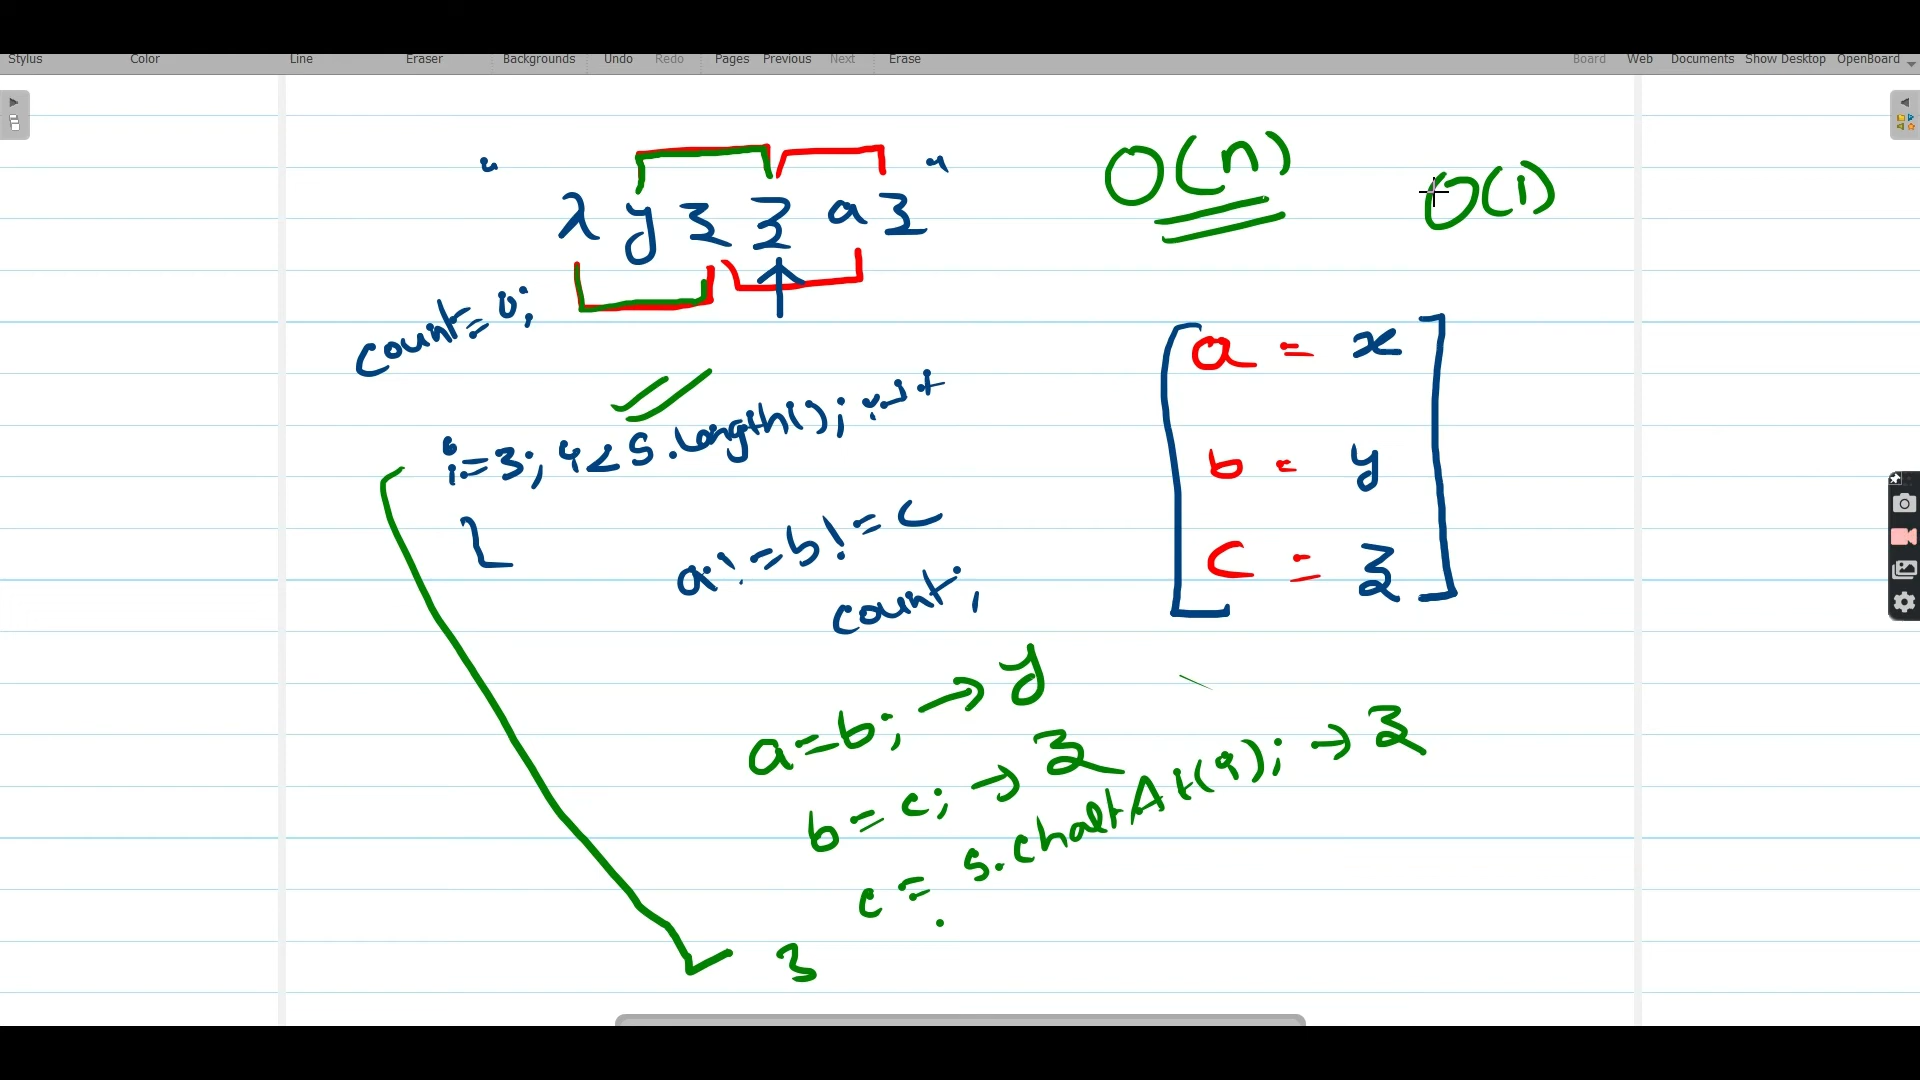 Stylus Color Line Eraser Backgrounds Undo Redo Pages Previous Next Erase Board Web Documents Show Desktop OpenBoard
" x y z z a z "
O(n)
O(1)
count=0;
i=3; i< s.length(); i++
a!=b!=c
count;
a = x
b = y
c = z
a=b; → y
b=c; → z
c = s.chaltAt(i); → z